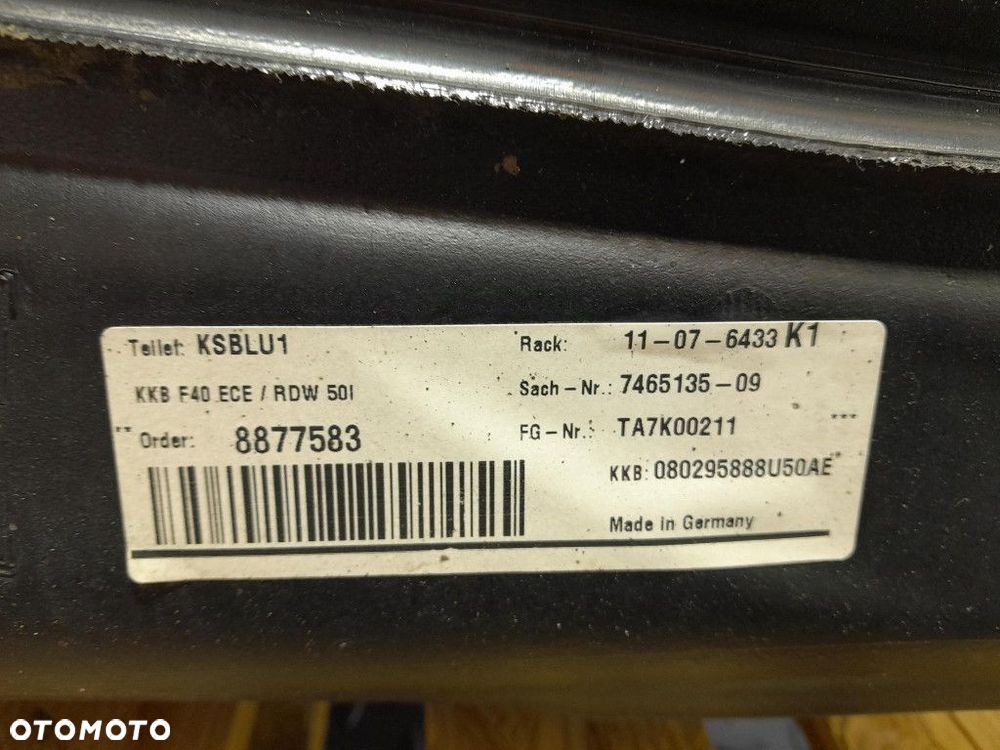 Teilet: KSBLU1
Rack: 11-07-6433 K1
KKB F40 ECE / RDW 50l
Sach-Nr.: 7465135-09
** Order: 8877583
FG-Nr.: TA7K00211 ***
KKB: 080295888U50AE
Made in Germany
OTOMOTO